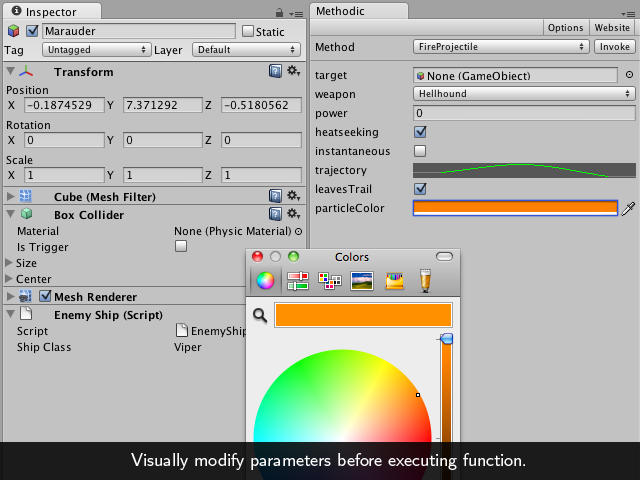 Inspector
Marauder
Static
Tag Untagged Layer Default
Transform
Position
X -0.1874529 Y 7.371292 Z -0.5180562
Rotation
X 0 Y 0 Z 0
Scale
X 1 Y 1 Z 1
Cube (Mesh Filter)
Box Collider
Material None (Physic Material)
Is Trigger
Size
Center
Mesh Renderer
Enemy Ship (Script)
Script EnemyShip
Ship Class Viper
Methodic
Options Website
Method FireProjectile Invoke
target None (GameObject)
weapon Hellhound
power 0
heatseeking
instantaneous
trajectory
leavesTrail
particleColor
Colors
Visually modify parameters before executing function.